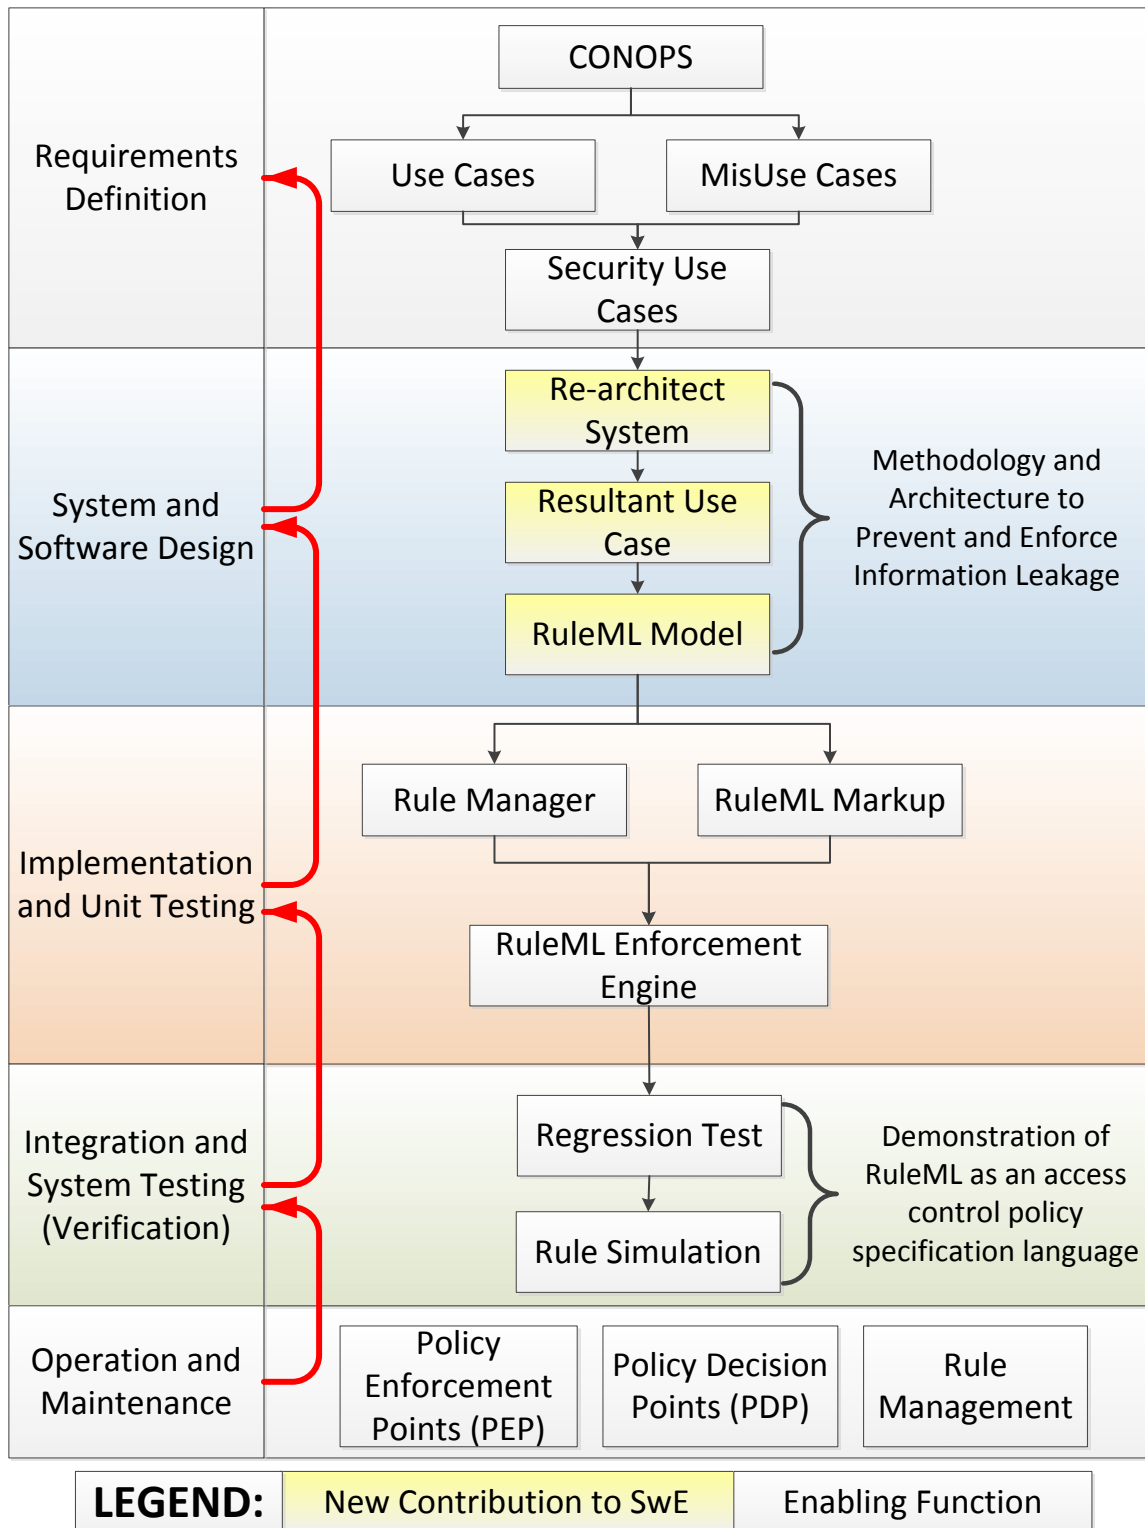 CONOPS
Requirements
Definition
Use Cases
MisUse Cases
Security Use
Cases
System and
Software Design
Re-architect
System
Resultant Use
Case
RuleML Model
Methodology and
Architecture to
Prevent and Enforce
Information Leakage
Implementation
and Unit Testing
Rule Manager
RuleML Markup
RuleML Enforcement
Engine
Integration and
System Testing
(Verification)
Regression Test
Rule Simulation
Demonstration of
RuleML as an access
control policy
specification language
Operation and
Maintenance
Policy
Enforcement
Points (PEP)
Policy Decision
Points (PDP)
Rule
Management
LEGEND:
New Contribution to SwE
Enabling Function